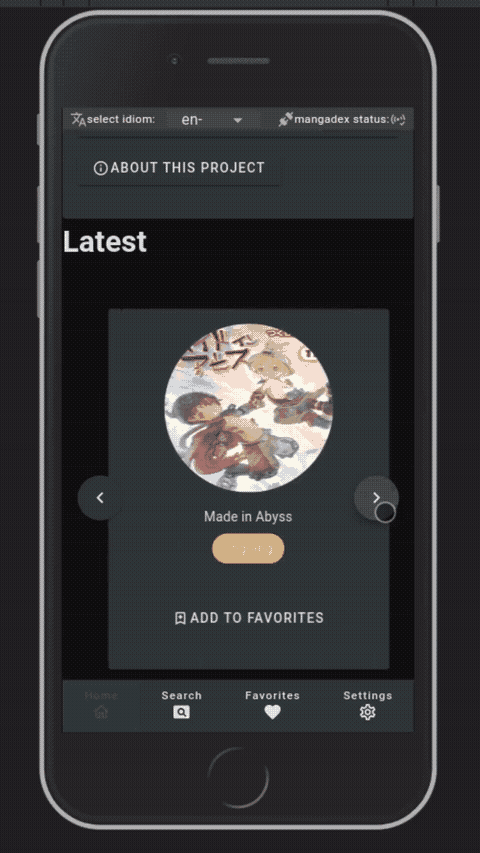 select idiom:
en-
mangadex status:
ABOUT THIS PROJECT
Latest
Made in Abyss
ADD TO FAVORITES
Home
Search
Favorites
Settings